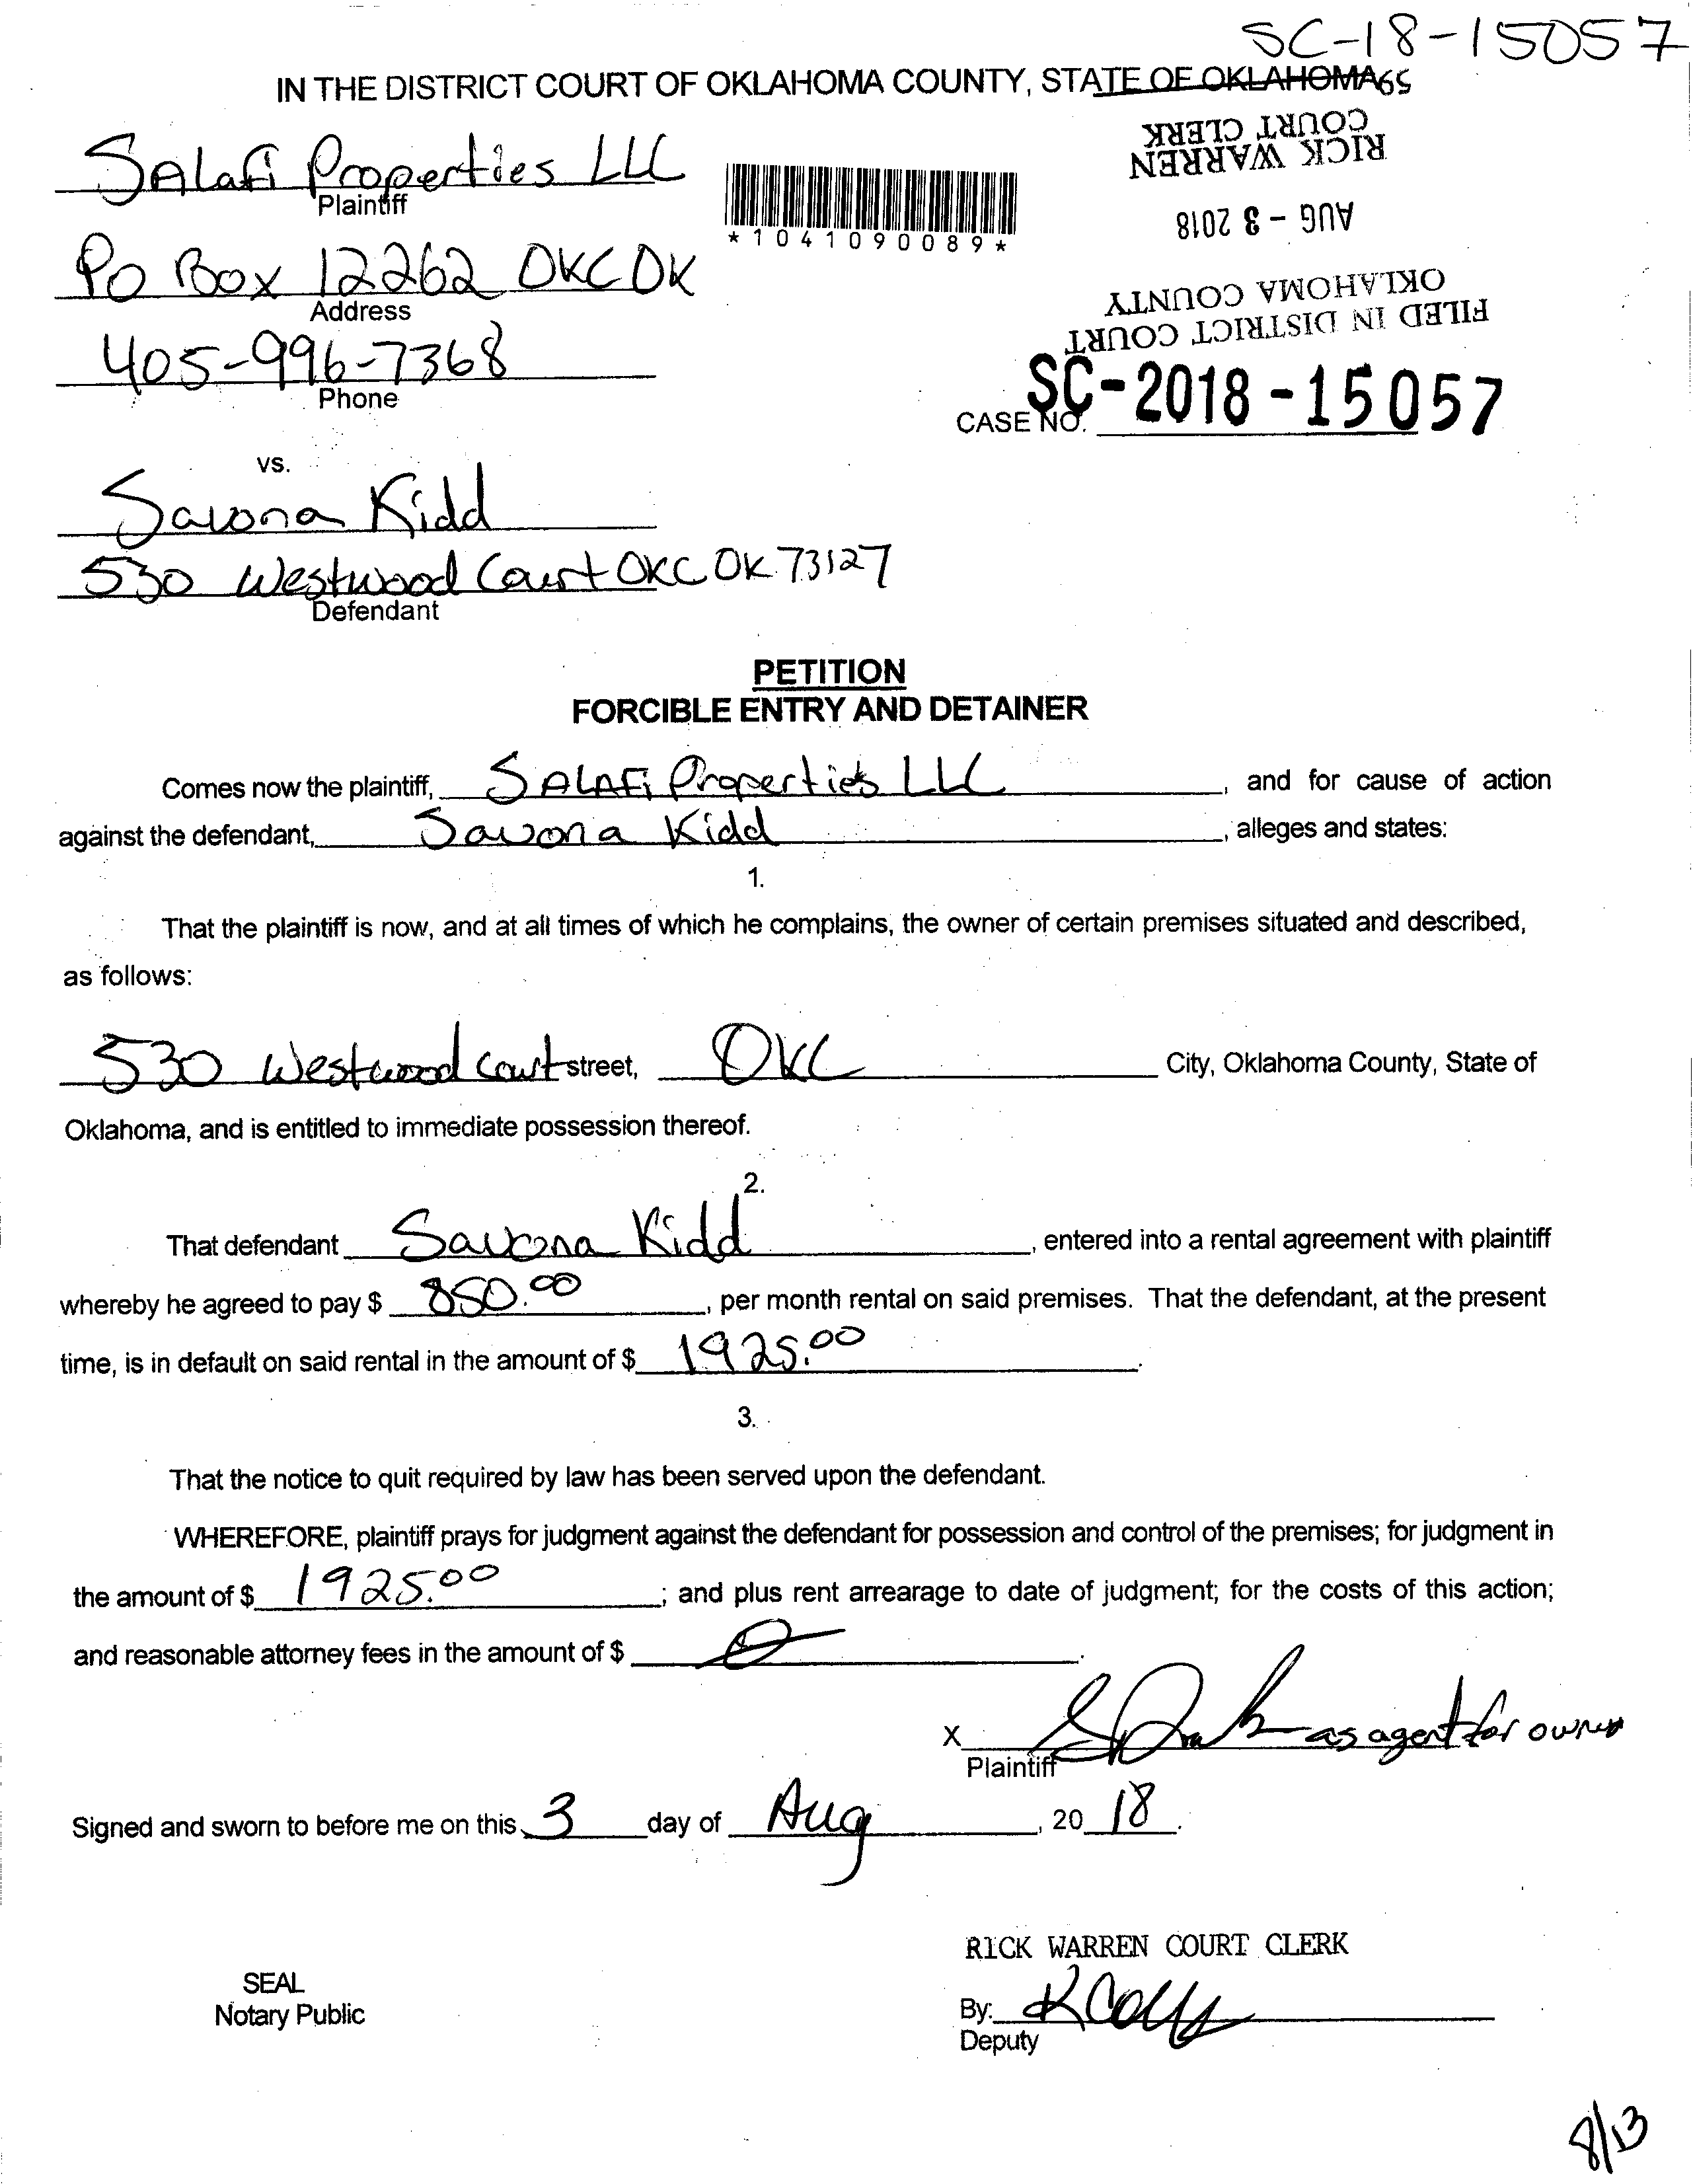 SC-18-15057
IN THE DISTRICT COURT OF OKLAHOMA COUNTY, STATE OF OKLAHOMA
59
RICK WARREN
COURT CLERK
SALafi Properties LLC
Plaintiff
*1041090089*
AUG - 3 2018
PO Box 12262 OKC OK
Address
FILED IN DISTRICT COURT
OKLAHOMA COUNTY
405-996-7368
Phone
CASE NO. SC-2018-15057
vs.
Savona Kidd
530 Westwood Court OKC OK 73127
Defendant
PETITION
FORCIBLE ENTRY AND DETAINER
Comes now the plaintiff, SALAFi Properties LLC, and for cause of action
against the defendant, Savona Kidd, alleges and states:
1.
That the plaintiff is now, and at all times of which he complains, the owner of certain premises situated and described,
as follows:
530 Westwood Court street, OKC City, Oklahoma County, State of
Oklahoma, and is entitled to immediate possession thereof.
2.
That defendant Savona Kidd, entered into a rental agreement with plaintiff
whereby he agreed to pay $ 850.00, per month rental on said premises. That the defendant, at the present
time, is in default on said rental in the amount of $ 1925.00.
3.
That the notice to quit required by law has been served upon the defendant.
WHEREFORE, plaintiff prays for judgment against the defendant for possession and control of the premises; for judgment in
the amount of $ 1925.00; and plus rent arrearage to date of judgment; for the costs of this action;
and reasonable attorney fees in the amount of $ 0.
X as agent for owner
Plaintiff
Signed and sworn to before me on this 3 day of Aug, 20 18.
RICK WARREN COURT CLERK
SEAL
Notary Public
By:
Deputy
8/13